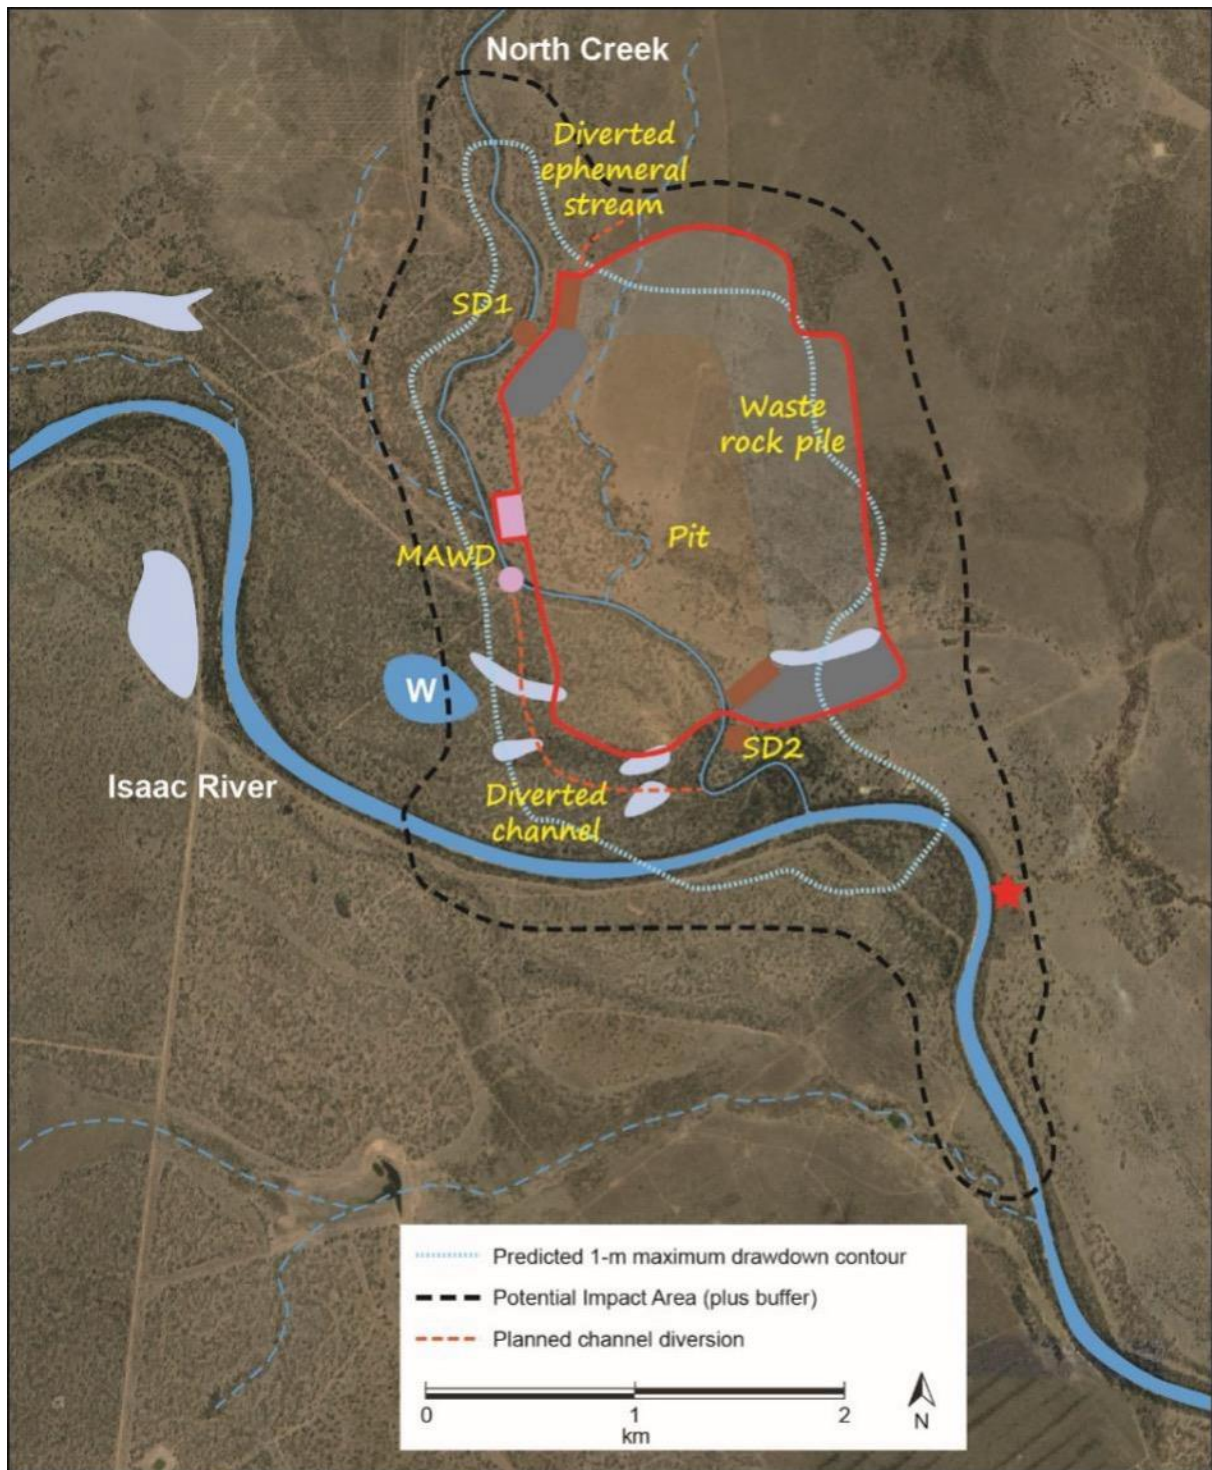 North Creek
Diverted
ephemeral
stream
SD1
Waste
rock pile
Pit
MAWD
W
SD2
Isaac River
Diverted
channel
Predicted 1-m maximum drawdown contour
Potential Impact Area (plus buffer)
Planned channel diversion
0
1
2
km
N